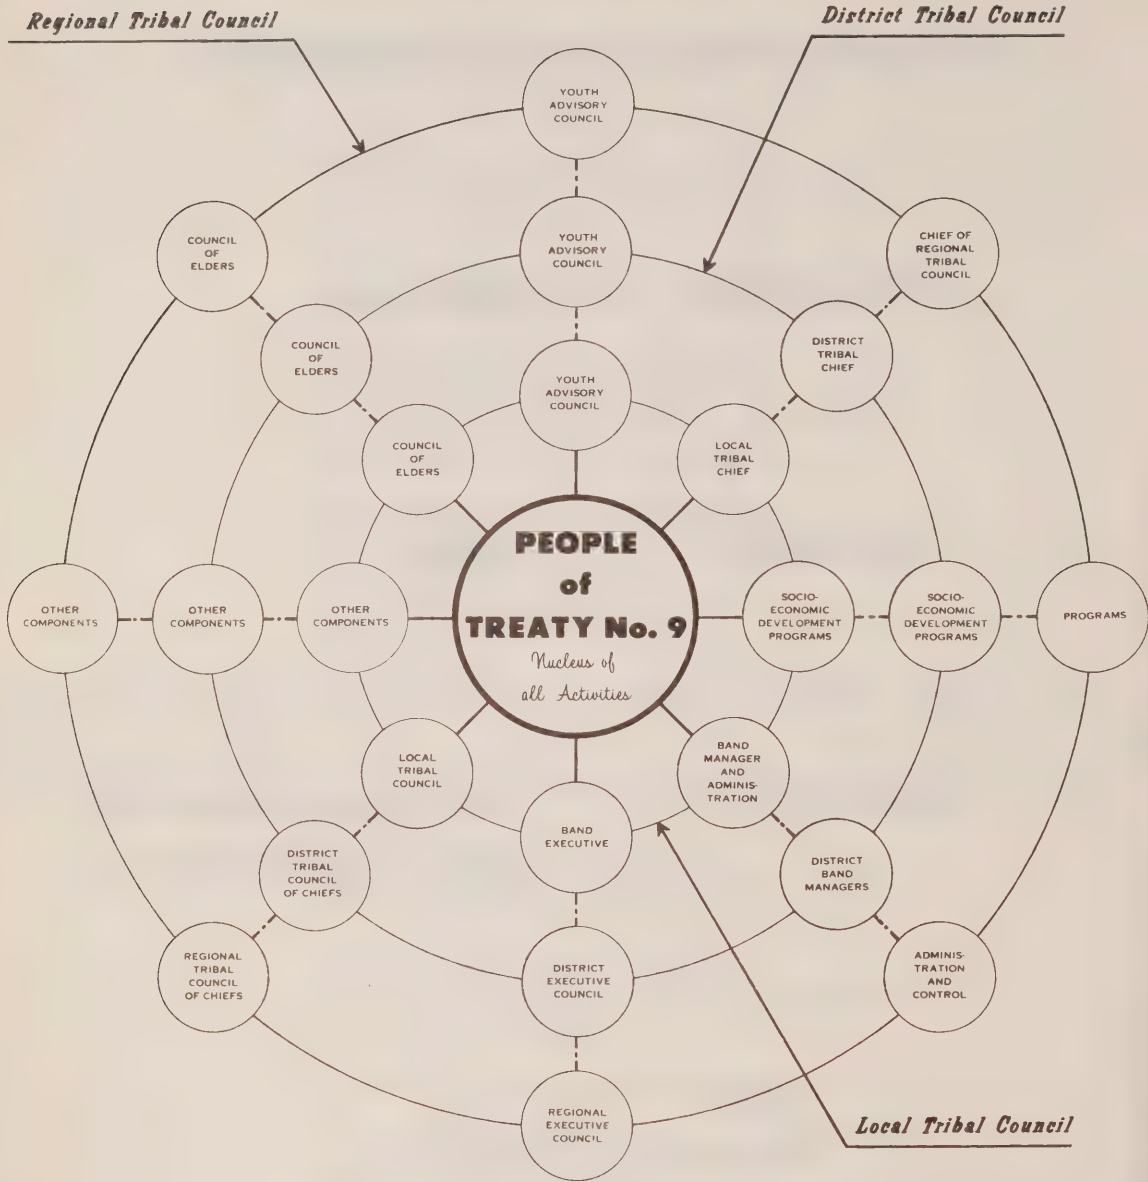 Regional Tribal Council
District Tribal Council
YOUTH
ADVISORY
COUNCIL
COUNCIL
OF
ELDERS
YOUTH
ADVISORY
COUNCIL
CHIEF OF
REGIONAL
TRIBAL
COUNCIL
COUNCIL
OF
ELDERS
DISTRICT
TRIBAL
CHIEF
YOUTH
ADVISORY
COUNCIL
COUNCIL
OF
ELDERS
LOCAL
TRIBAL
CHIEF
OTHER
COMPONENTS
OTHER
COMPONENTS
OTHER
COMPONENTS
PEOPLE
of
TREATY No. 9
Nucleus of
all Activities
SOCIO-
ECONOMIC
DEVELOPMENT
PROGRAMS
SOCIO-
ECONOMIC
DEVELOPMENT
PROGRAMS
PROGRAMS
LOCAL
TRIBAL
COUNCIL
BAND
MANAGER
AND
ADMINIS-
TRATION
BAND
EXECUTIVE
DISTRICT
TRIBAL
COUNCIL
OF CHIEFS
DISTRICT
BAND
MANAGERS
REGIONAL
TRIBAL
COUNCIL
OF CHIEFS
DISTRICT
EXECUTIVE
COUNCIL
ADMINIS-
TRATION
AND
CONTROL
REGIONAL
EXECUTIVE
COUNCIL
Local Tribal Council